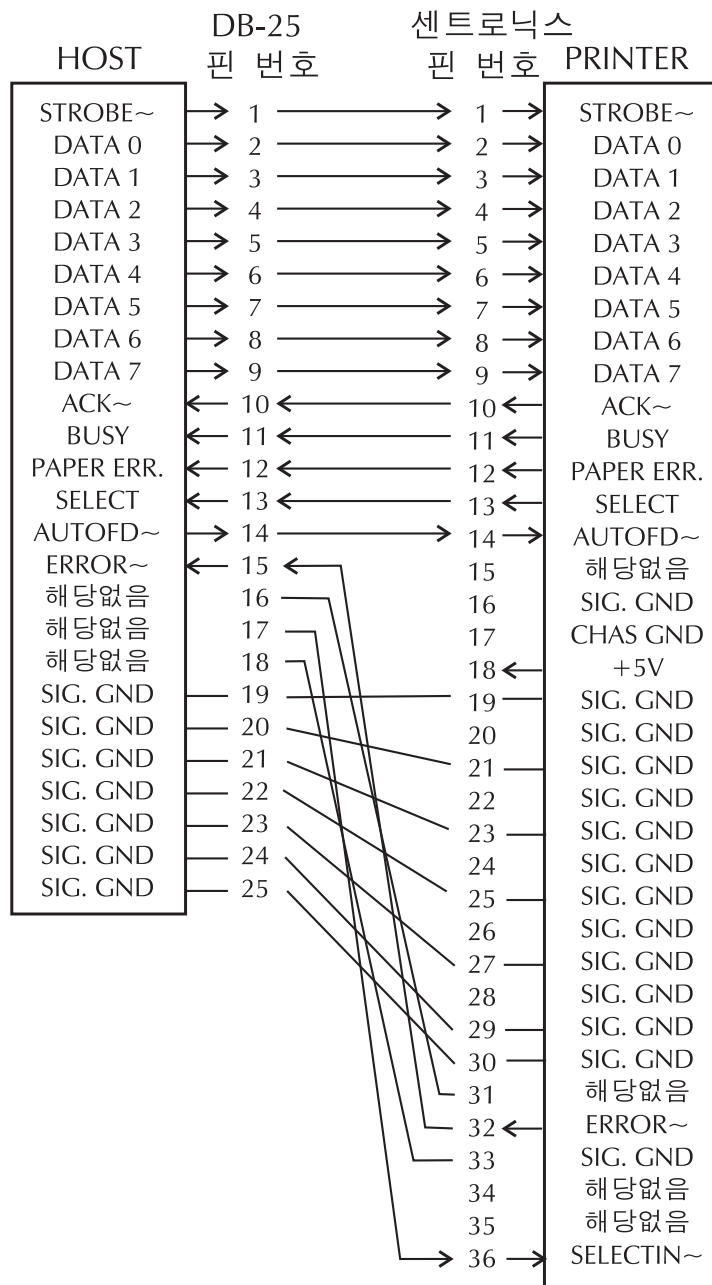 DB-25 센트로닉스
HOST 핀 번호 핀 번호 PRINTER
STROBE~ 1 1 STROBE~
DATA 0 2 2 DATA 0
DATA 1 3 3 DATA 1
DATA 2 4 4 DATA 2
DATA 3 5 5 DATA 3
DATA 4 6 6 DATA 4
DATA 5 7 7 DATA 5
DATA 6 8 8 DATA 6
DATA 7 9 9 DATA 7
ACK~ 10 10 ACK~
BUSY 11 11 BUSY
PAPER ERR. 12 12 PAPER ERR.
SELECT 13 13 SELECT
AUTOFD~ 14 14 AUTOFD~
ERROR~ 15 15 해당없음
해당없음 16 16 SIG. GND
해당없음 17 17 CHAS GND
해당없음 18 18 +5V
SIG. GND 19 19 SIG. GND
SIG. GND 20 20 SIG. GND
SIG. GND 21 21 SIG. GND
SIG. GND 22 22 SIG. GND
SIG. GND 23 23 SIG. GND
SIG. GND 24 24 SIG. GND
SIG. GND 25 25 SIG. GND
26 SIG. GND
27 SIG. GND
28 SIG. GND
29 SIG. GND
30 SIG. GND
31 해당없음
32 ERROR~
33 SIG. GND
34 해당없음
35 해당없음
36 SELECTIN~